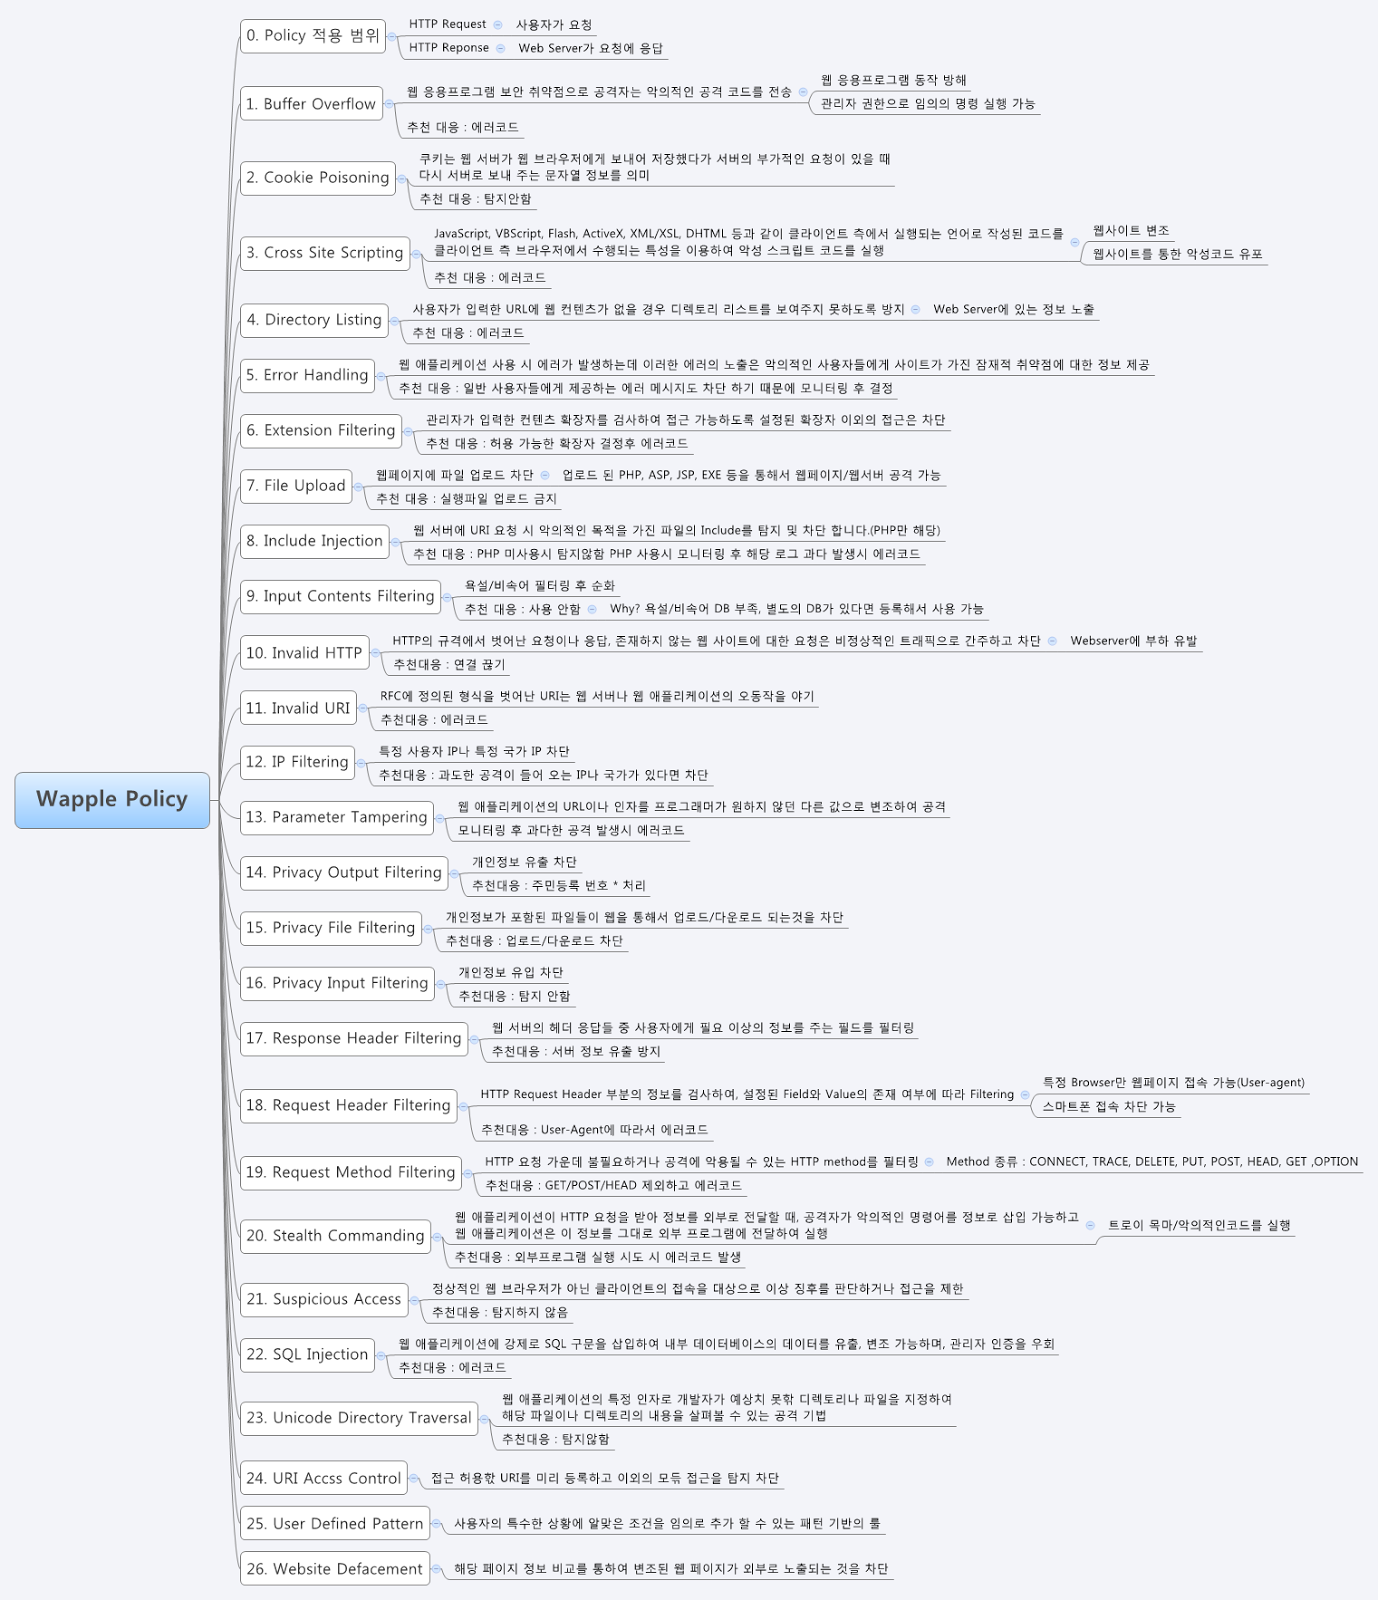 Wapple Policy
0. Policy 적용 범위
HTTP Request
사용자가 요청
HTTP Reponse
Web Server가 요청에 응답
1. Buffer Overflow
웹 응용프로그램 보안 취약점으로 공격자는 악의적인 공격 코드를 전송
웹 응용프로그램 동작 방해
관리자 권한으로 임의의 명령 실행 가능
추천 대응 : 에러코드
2. Cookie Poisoning
쿠키는 웹 서버가 웹 브라우저에게 보내어 저장했다가 서버의 부가적인 요청이 있을 때
다시 서버로 보내 주는 문자열 정보를 의미
추천 대응 : 탐지안함
3. Cross Site Scripting
JavaScript, VBScript, Flash, ActiveX, XML/XSL, DHTML 등과 같이 클라이언트 측에서 실행되는 언어로 작성된 코드를
클라이언트 측 브라우저에서 수행되는 특성을 이용하여 악성 스크립트 코드를 실행
웹사이트 변조
웹사이트를 통한 악성코드 유포
추천 대응 : 에러코드
4. Directory Listing
사용자가 입력한 URL에 웹 컨텐츠가 없을 경우 디렉토리 리스트를 보여주지 못하도록 방지
Web Server에 있는 정보 노출
추천 대응 : 에러코드
5. Error Handling
웹 애플리케이션 사용 시 에러가 발생하는데 이러한 에러의 노출은 악의적인 사용자들에게 사이트가 가진 잠재적 취약점에 대한 정보 제공
추천 대응 : 일반 사용자들에게 제공하는 에러 메시지도 차단 하기 때문에 모니터링 후 결정
6. Extension Filtering
관리자가 입력한 컨텐츠 확장자를 검사하여 접근 가능하도록 설정된 확장자 이외의 접근은 차단
추천 대응 : 허용 가능한 확장자 결정후 에러코드
7. File Upload
웹페이지에 파일 업로드 차단
업로드 된 PHP, ASP, JSP, EXE 등을 통해서 웹페이지/웹서버 공격 가능
추천 대응 : 실행파일 업로드 금지
8. Include Injection
웹 서버에 URI 요청 시 악의적인 목적을 가진 파일의 Include를 탐지 및 차단 합니다.(PHP만 해당)
추천 대응 : PHP 미사용시 탐지않함 PHP 사용시 모니터링 후 해당 로그 과다 발생시 에러코드
9. Input Contents Filtering
욕설/비속어 필터링 후 순화
추천 대응 : 사용 안함
Why? 욕설/비속어 DB 부족, 별도의 DB가 있다면 등록해서 사용 가능
10. Invalid HTTP
HTTP의 규격에서 벗어난 요청이나 응답, 존재하지 않는 웹 사이트에 대한 요청은 비정상적인 트래픽으로 간주하고 차단
Webserver에 부하 유발
추천대응 : 연결 끊기
11. Invalid URI
RFC에 정의된 형식을 벗어난 URI는 웹 서버나 웹 애플리케이션의 오동작을 야기
추천대응 : 에러코드
12. IP Filtering
특정 사용자 IP나 특정 국가 IP 차단
추천대응 : 과도한 공격이 들어 오는 IP나 국가가 있다면 차단
13. Parameter Tampering
웹 애플리케이션의 URL이나 인자를 프로그래머가 원하지 않던 다른 값으로 변조하여 공격
모니터링 후 과다한 공격 발생시 에러코드
14. Privacy Output Filtering
개인정보 유출 차단
추천대응 : 주민등록 번호 * 처리
15. Privacy File Filtering
개인정보가 포함된 파일들이 웹을 통해서 업로드/다운로드 되는것을 차단
추천대응 : 업로드/다운로드 차단
16. Privacy Input Filtering
개인정보 유입 차단
추천대응 : 탐지 안함
17. Response Header Filtering
웹 서버의 헤더 응답들 중 사용자에게 필요 이상의 정보를 주는 필드를 필터링
추천대응 : 서버 정보 유출 방지
18. Request Header Filtering
HTTP Request Header 부분의 정보를 검사하여, 설정된 Field와 Value의 존재 여부에 따라 Filtering
특정 Browser만 웹페이지 접속 가능(User-agent)
스마트폰 접속 차단 가능
추천대응 : User-Agent에 따라서 에러코드
19. Request Method Filtering
HTTP 요청 가운데 불필요하거나 공격에 악용될 수 있는 HTTP method를 필터링
Method 종류 : CONNECT, TRACE, DELETE, PUT, POST, HEAD, GET ,OPTION
추천대응 : GET/POST/HEAD 제외하고 에러코드
20. Stealth Commanding
웹 애플리케이션이 HTTP 요청을 받아 정보를 외부로 전달할 때, 공격자가 악의적인 명령어를 정보로 삽입 가능하고
웹 애플리케이션은 이 정보를 그대로 외부 프로그램에 전달하여 실행
트로이 목마/악의적인코드를 실행
추천대응 : 외부프로그램 실행 시도 시 에러코드 발생
21. Suspicious Access
정상적인 웹 브라우저가 아닌 클라이언트의 접속을 대상으로 이상 징후를 판단하거나 접근을 제한
추천대응 : 탐지하지 않음
22. SQL Injection
웹 애플리케이션에 강제로 SQL 구문을 삽입하여 내부 데이터베이스의 데이터를 유출, 변조 가능하며, 관리자 인증을 우회
추천대응 : 에러코드
23. Unicode Directory Traversal
웹 애플리케이션의 특정 인자로 개발자가 예상치 못핚 디렉토리나 파일을 지정하여
해당 파일이나 디렉토리의 내용을 살펴볼 수 있는 공격 기법
추천대응 : 탐지않함
24. URI Accss Control
접근 허용핛 URI를 미리 등록하고 이외의 모듞 접근을 탐지 차단
25. User Defined Pattern
사용자의 특수한 상황에 알맞은 조건을 임의로 추가 할 수 있는 패턴 기반의 룰
26. Website Defacement
해당 페이지 정보 비교를 통하여 변조된 웹 페이지가 외부로 노출되는 것을 차단